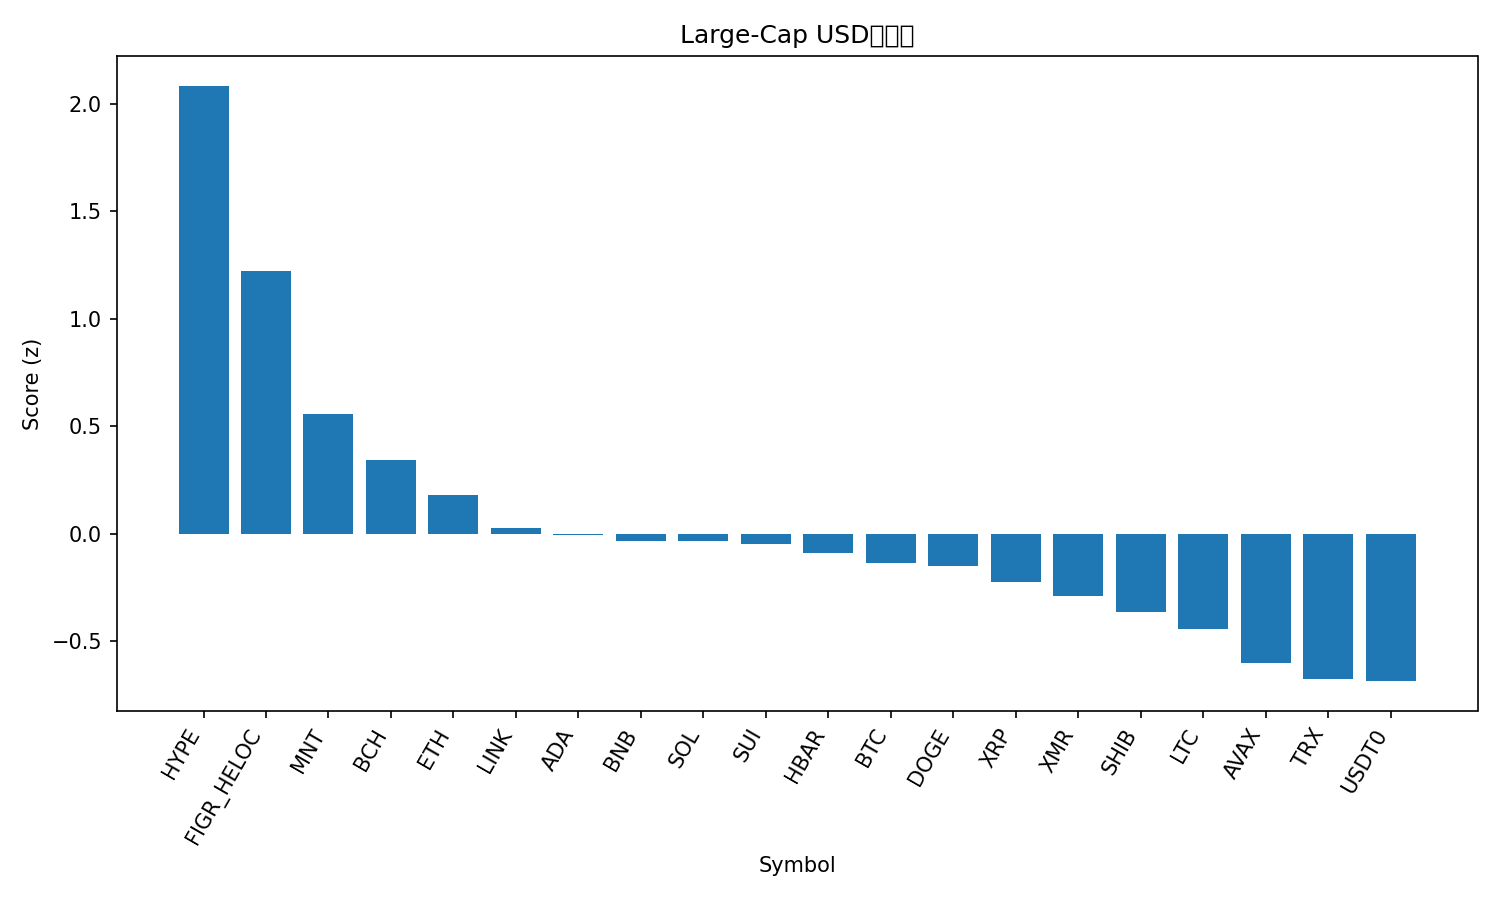 Large-Cap USD
Score (z)
2.0
1.5
1.0
0.5
0.0
−0.5
HYPE
FIGR_HELOC
MNT
BCH
ETH
LINK
ADA
BNB
SOL
SUI
HBAR
BTC
DOGE
XRP
XMR
SHIB
LTC
AVAX
TRX
USDT0
Symbol